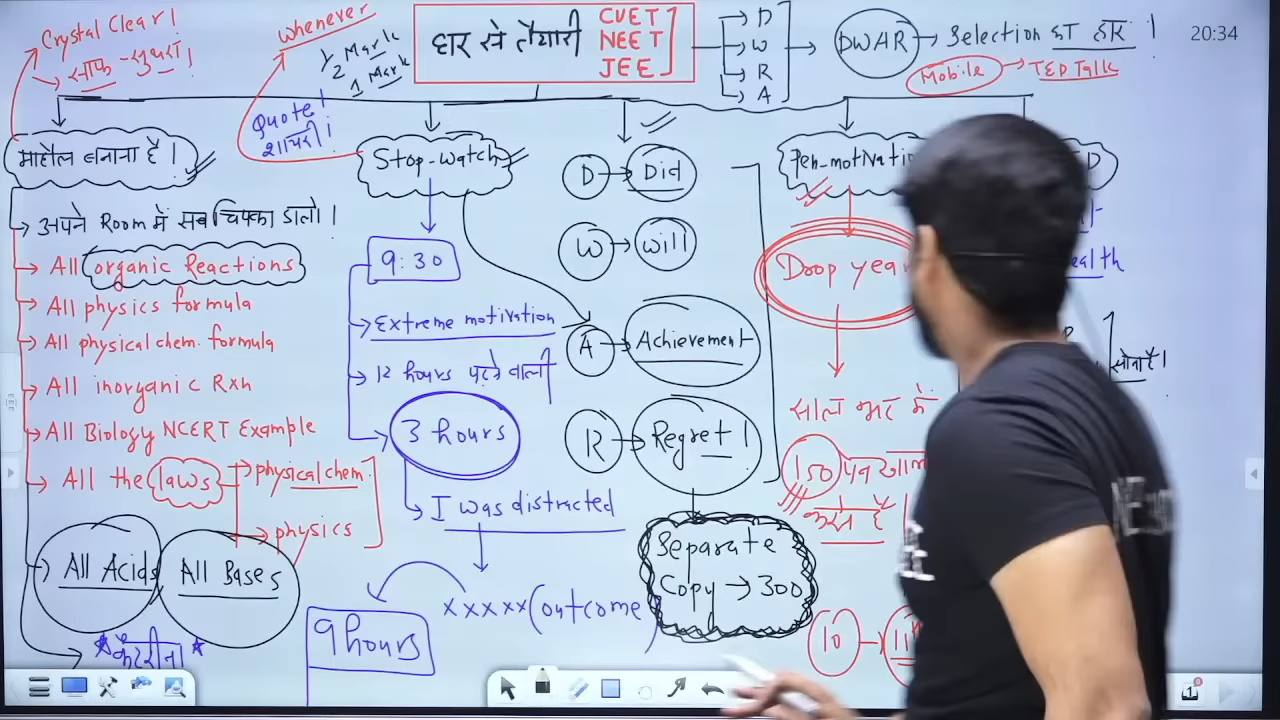 Crystal Clear!
साफ-सुथरा!
whenever
1/2 Mark
1 Mark
Quote!
शायरी!
घर से तैयारी
CUET
NEET
JEE
D
W
R
A
DWAR → Selection का द्वार !
Mobile → TED Talk
20:34
माहौल बनाना है।
→ अपने Room में सब चिपका डालो।
→ All organic Reactions
→ All physics formula
→ All physical chem. formula
→ All inorganic Rxn
→ All Biology NCERT Example
→ All the laws
→ physical chem.
→ physics
All Acids
All Bases
Stop-watch
9:30
→ Extreme motivation
→ 12 hours पढ़ने वाली
3 hours
→ I was distracted
xxxxx (outcome)
9 hours
D → Did
W → will
A → Achievement
R → Regret!
Separate
Copy → 300
Pen-motivatio
Drop year
साल भर में
150 पेन खाली
करना है
10 → 11th
D
ealth
सोना है।